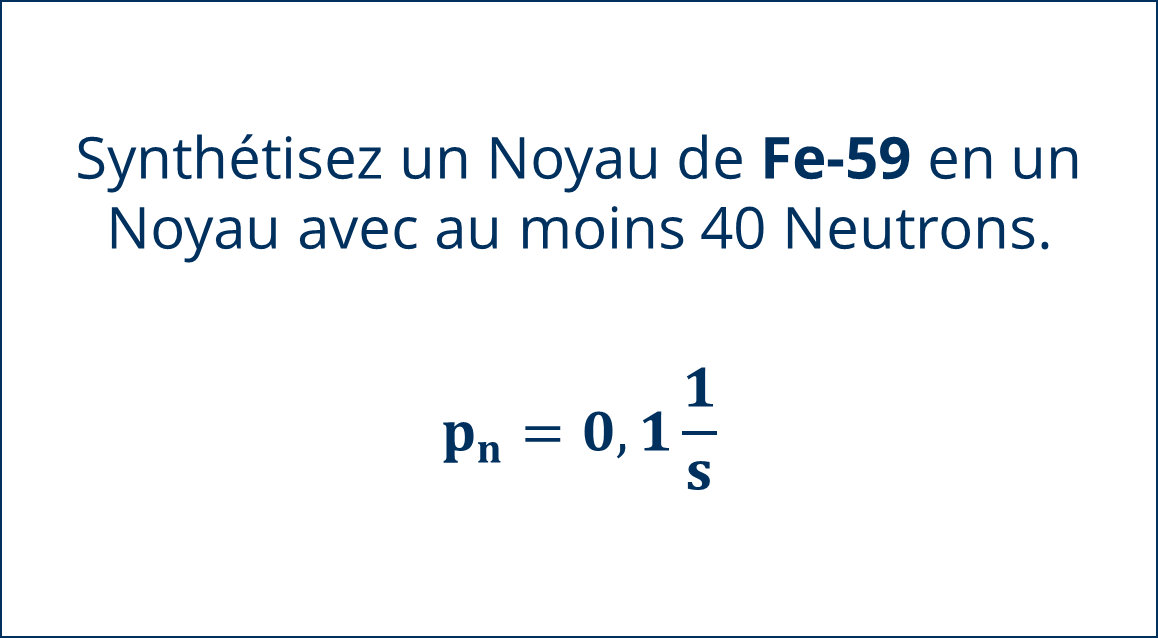 Synthétisez un Noyau de Fe-59 en un
Noyau avec au moins 40 Neutrons.
pₙ = 0,1 1/s